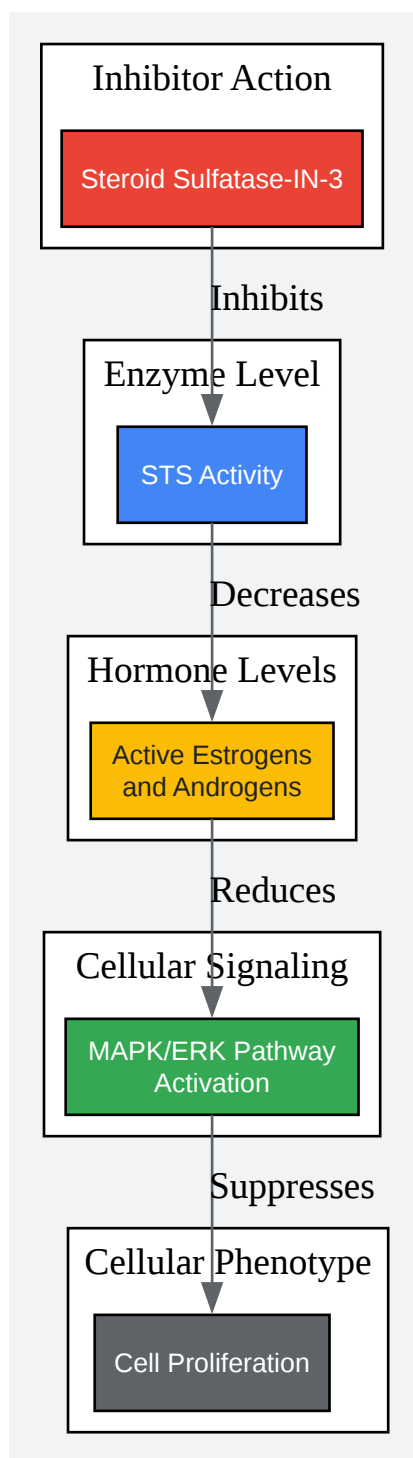 Inhibitor Action
Steroid Sulfatase-IN-3
Inhibits
Enzyme Level
STS Activity
Decreases
Hormone Levels
Active Estrogens
and Androgens
Reduces
Cellular Signaling
MAPK/ERK Pathway
Activation
Suppresses
Cellular Phenotype
Cell Proliferation